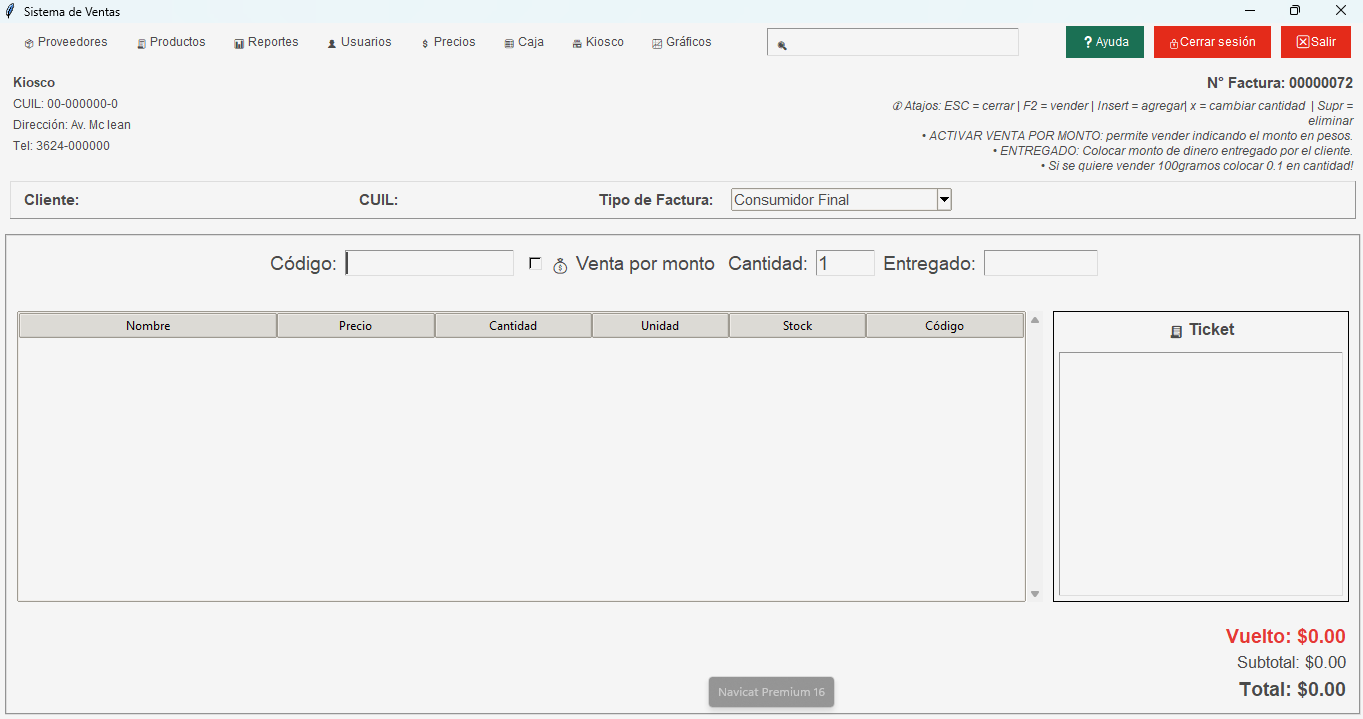 Sistema de Ventas
Proveedores Productos Reportes Usuarios Precios Caja Kiosco Gráficos ? Ayuda Cerrar sesión Salir
Kiosco
CUIL: 00-000000-0
Dirección: Av. Mc lean
Tel: 3624-000000
N° Factura: 00000072
Atajos: ESC = cerrar | F2 = vender | Insert = agregar| x = cambiar cantidad | Supr =
eliminar
• ACTIVAR VENTA POR MONTO: permite vender indicando el monto en pesos.
• ENTREGADO: Colocar monto de dinero entregado por el cliente.
• Si se quiere vender 100gramos colocar 0.1 en cantidad!
Cliente: CUIL: Tipo de Factura: Consumidor Final
Código: Venta por monto Cantidad: 1 Entregado:
Nombre Precio Cantidad Unidad Stock Código
Ticket
Vuelto: $0.00
Subtotal: $0.00
Total: $0.00
Navicat Premium 16